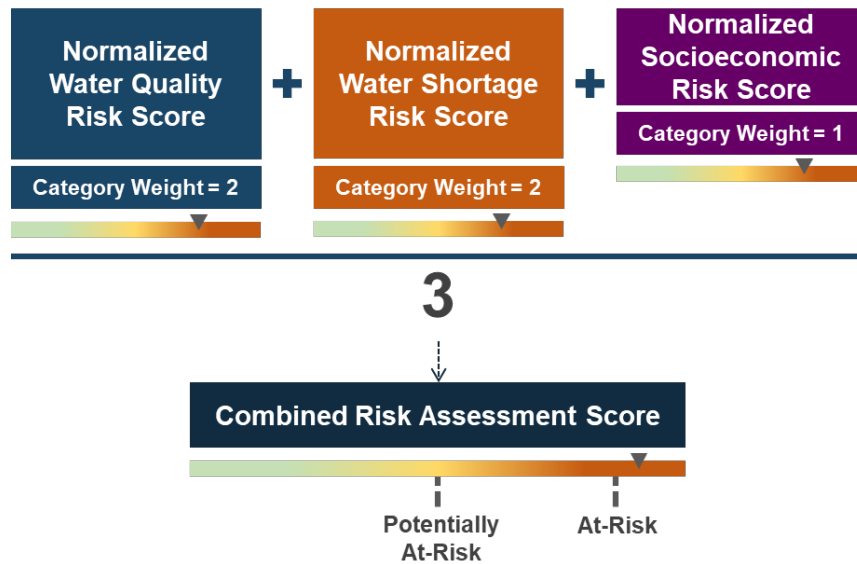 Normalized
Water Quality
Risk Score
Category Weight = 2
+
Normalized
Water Shortage
Risk Score
Category Weight = 2
+
Normalized
Socioeconomic
Risk Score
Category Weight = 1
3
Combined Risk Assessment Score
Potentially
At-Risk
At-Risk